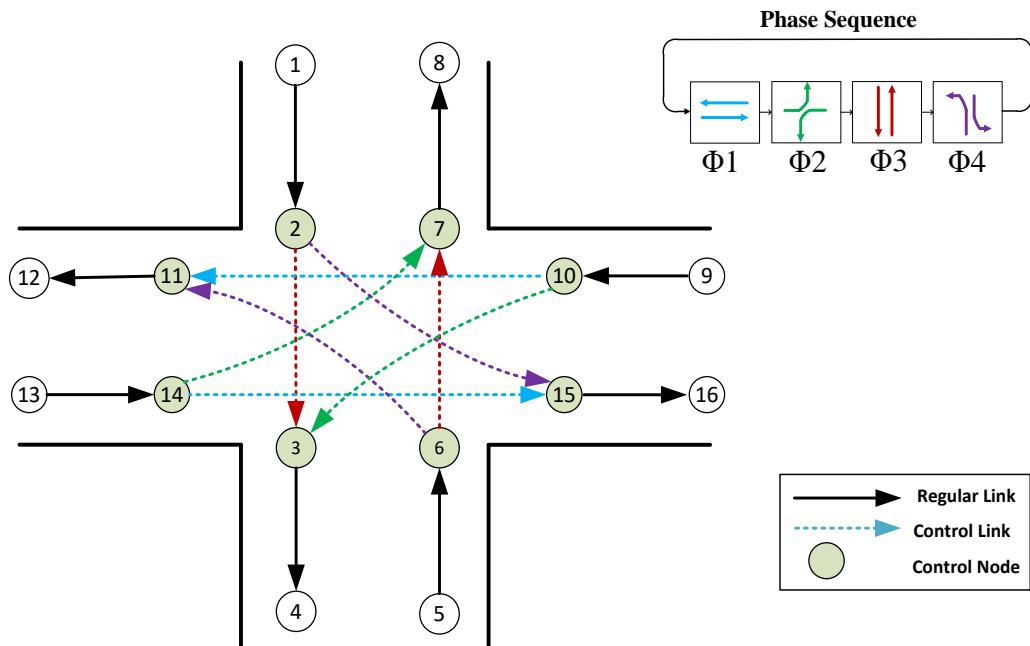 Phase Sequence
Φ1
Φ2
Φ3
Φ4
1
8
2
7
12
11
10
9
13
14
15
16
3
6
4
5
Regular Link
Control Link
Control Node